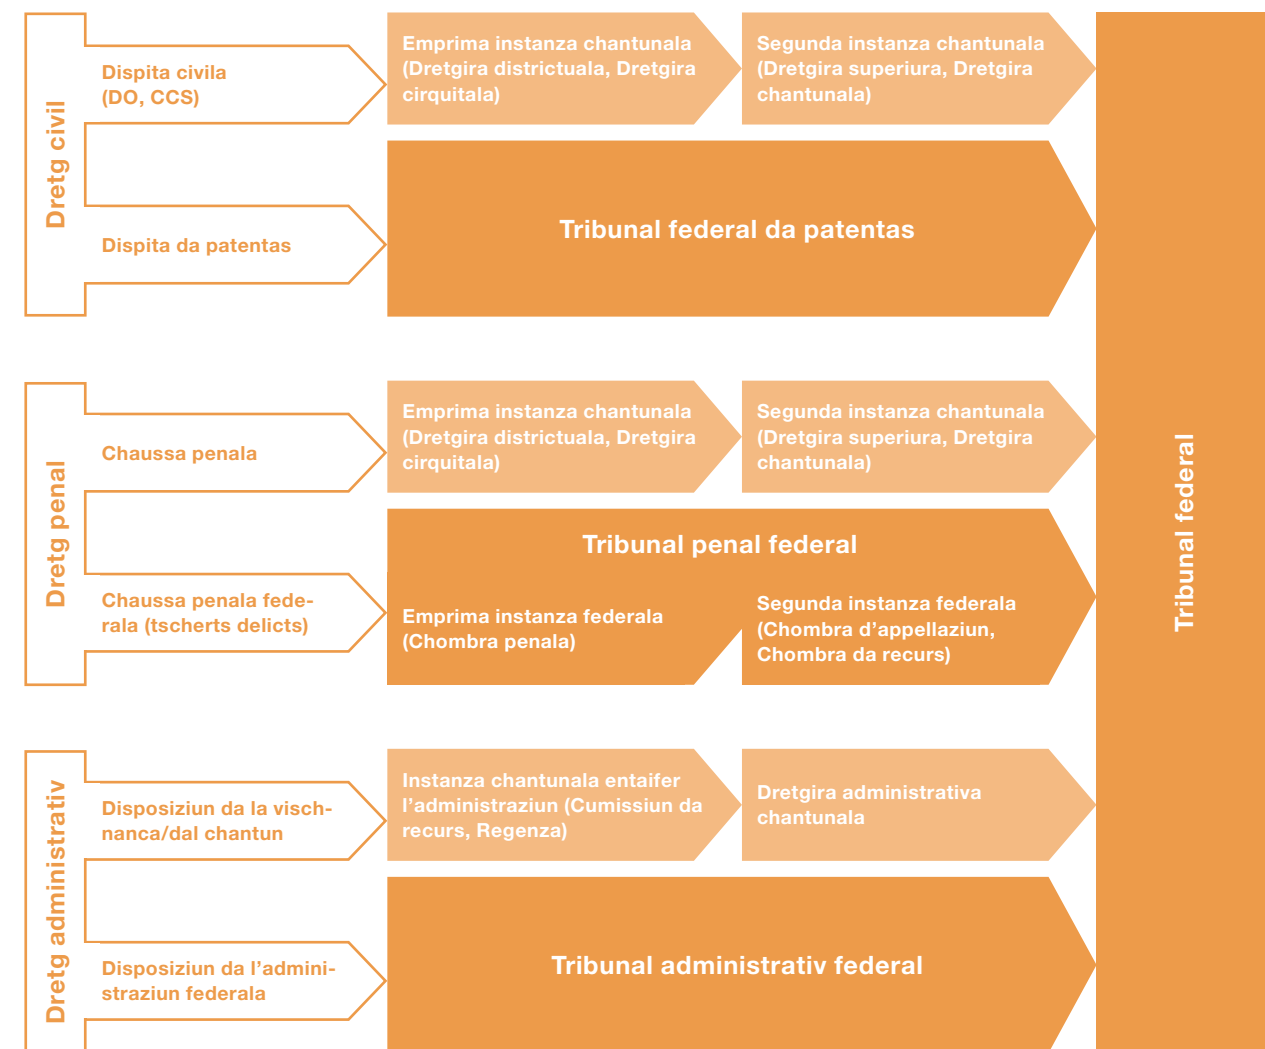 Dretg civil
Dispita civila
(DO, CCS)
Emprima instanza chantunala
(Dretgira districtuala, Dretgira
cirquitala)
Segunda instanza chantunala
(Dretgira superiura, Dretgira
chantunala)
Dispita da patentas
Tribunal federal da patentas
Dretg penal
Chaussa penala
Emprima instanza chantunala
(Dretgira districtuala, Dretgira
cirquitala)
Segunda instanza chantunala
(Dretgira superiura, Dretgira
chantunala)
Chaussa penala fede-
rala (tscherts delicts)
Tribunal penal federal
Emprima instanza federala
(Chombra penala)
Segunda instanza federala
(Chombra d’appellaziun,
Chombra da recurs)
Dretg administrativ
Disposiziun da la visch-
nanca/dal chantun
Instanza chantunala entaifer
l’administraziun (Cumissiun da
recurs, Regenza)
Dretgira administrativa
chantunala
Disposiziun da l’admini-
straziun federala
Tribunal administrativ federal
Tribunal federal